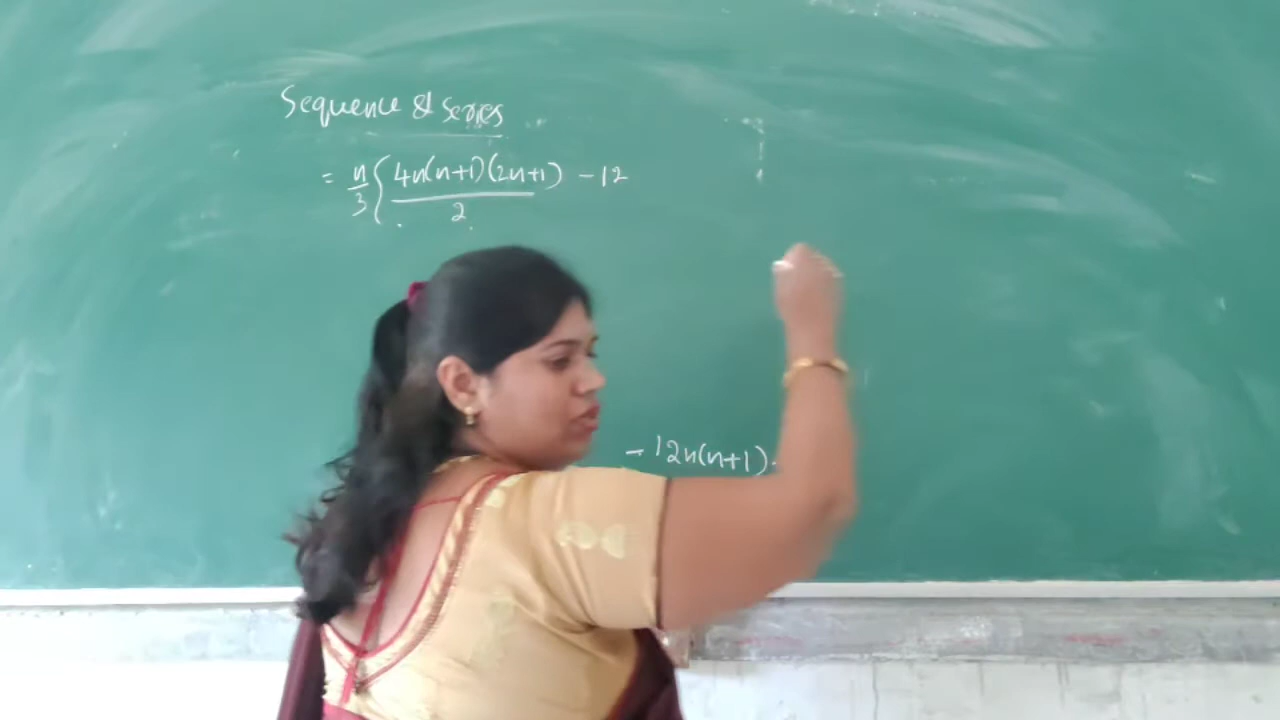 Sequence & series
= n/3 { 4n(n+1)(2n+1)/2 - 12
- 12n(n+1)